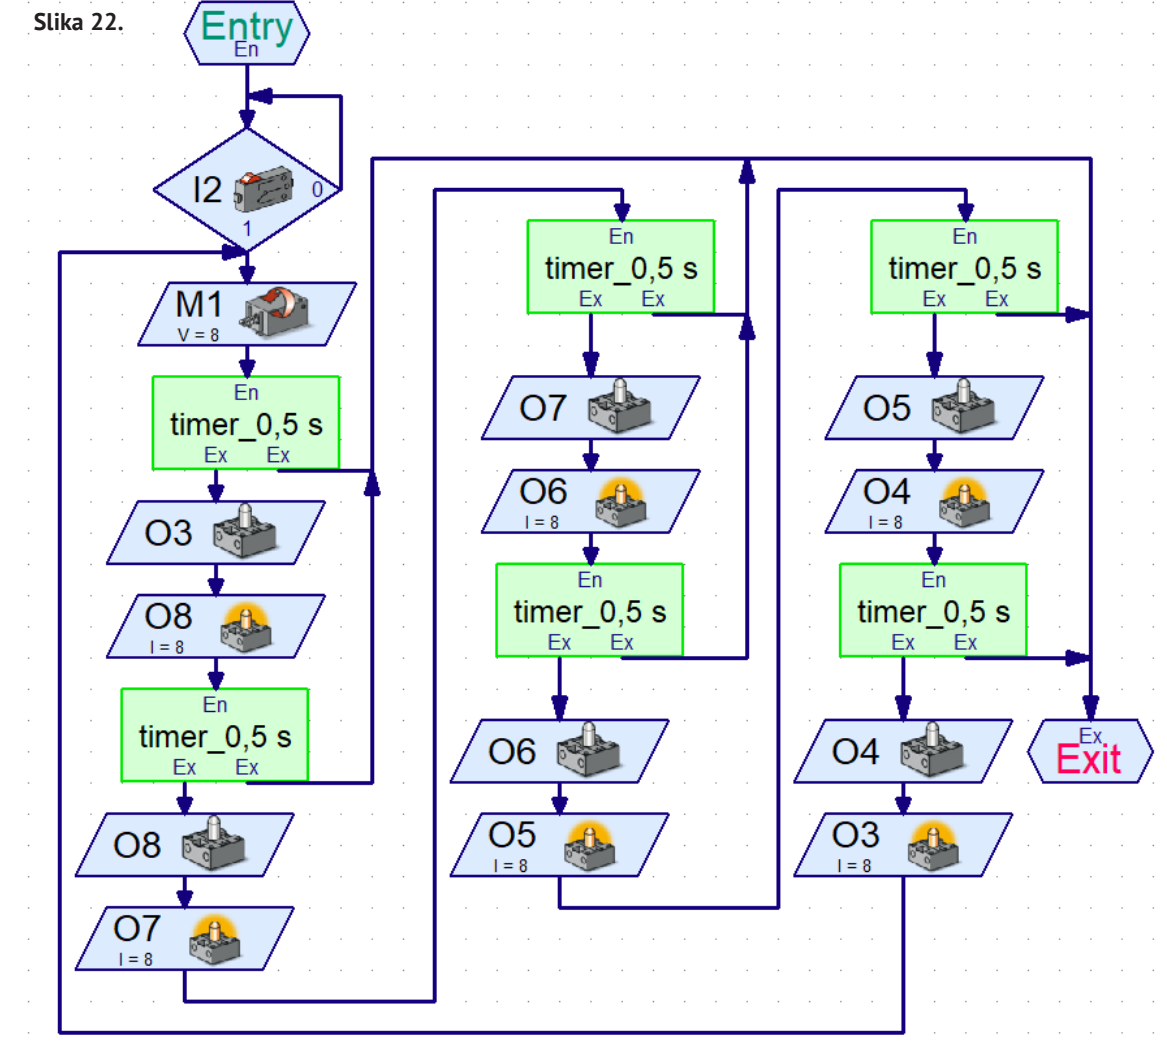 Slika 22.
Entry
En
I2
0
1
M1
V = 8
En
timer_0,5 s
Ex Ex
O3
O8
I = 8
En
timer_0,5 s
Ex Ex
O8
O7
I = 8
En
timer_0,5 s
Ex Ex
O7
O6
I = 8
En
timer_0,5 s
Ex Ex
O6
O5
I = 8
En
timer_0,5 s
Ex Ex
O5
O4
I = 8
En
timer_0,5 s
Ex Ex
O4
O3
I = 8
Ex
Exit